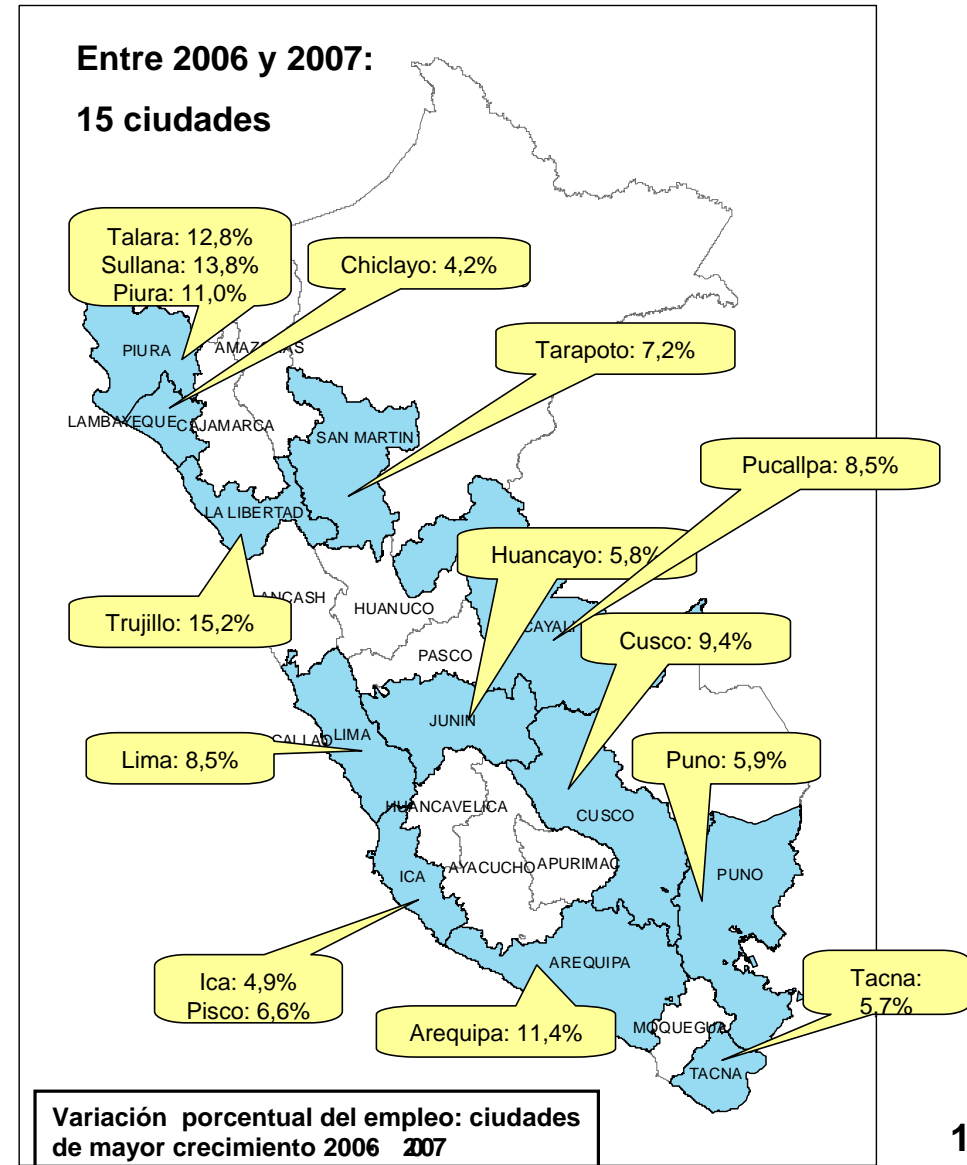 Entre 2006 y 2007:
15 ciudades
Talara: 12,8%
Sullana: 13,8%
Piura: 11,0%
Chiclayo: 4,2%
Tarapoto: 7,2%
PIURA
AMAZONAS
LAMBAYEQUE
CAJAMARCA
SAN MARTIN
Pucallpa: 8,5%
LA LIBERTAD
Huancayo: 5,8%
Trujillo: 15,2%
ANCASH
HUANUCO
CAYALI
Cusco: 9,4%
PASCO
JUNIN
CALLAO
LIMA
Lima: 8,5%
Puno: 5,9%
HUANCAVELICA
CUSCO
AYACUCHO
APURIMAC
ICA
PUNO
Ica: 4,9%
Pisco: 6,6%
AREQUIPA
Tacna:
5,7%
Arequipa: 11,4%
MOQUEGUA
TACNA
Variación porcentual del empleo: ciudades
de mayor crecimiento 2006 2007
1